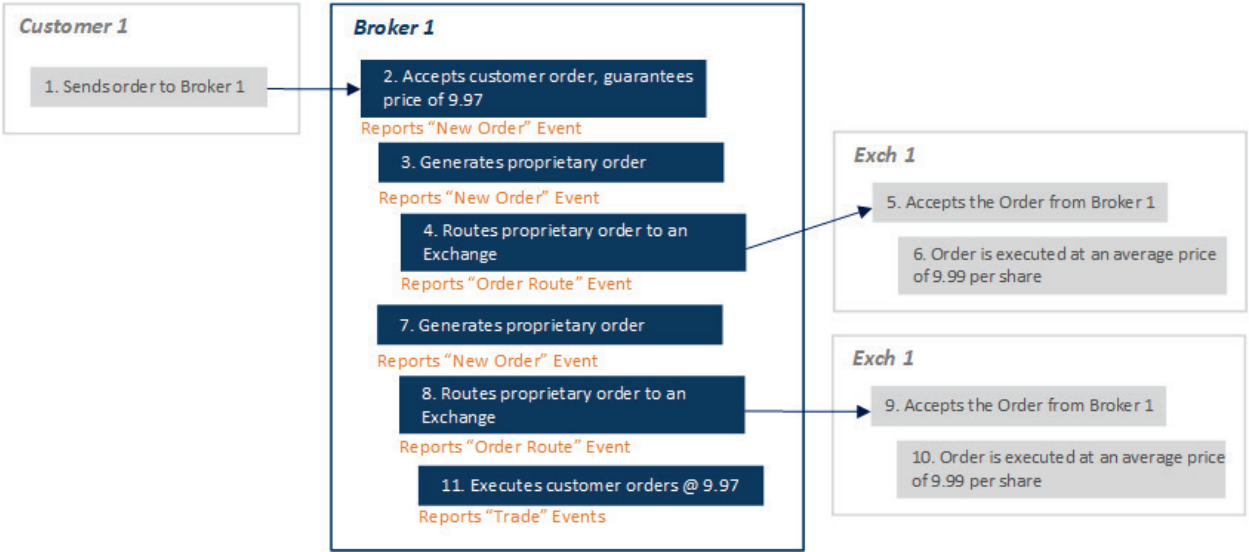 Customer 1
1. Sends order to Broker 1
Broker 1
2. Accepts customer order, guarantees
price of 9.97
Reports “New Order” Event
3. Generates proprietary order
Reports “New Order” Event
4. Routes proprietary order to an
Exchange
Reports “Order Route” Event
Exch 1
5. Accepts the Order from Broker 1
6. Order is executed at an average price
of 9.99 per share
7. Generates proprietary order
Reports “New Order” Event
8. Routes proprietary order to an
Exchange
Reports “Order Route” Event
Exch 1
9. Accepts the Order from Broker 1
10. Order is executed at an average price
of 9.99 per share
11. Executes customer orders @ 9.97
Reports “Trade” Events